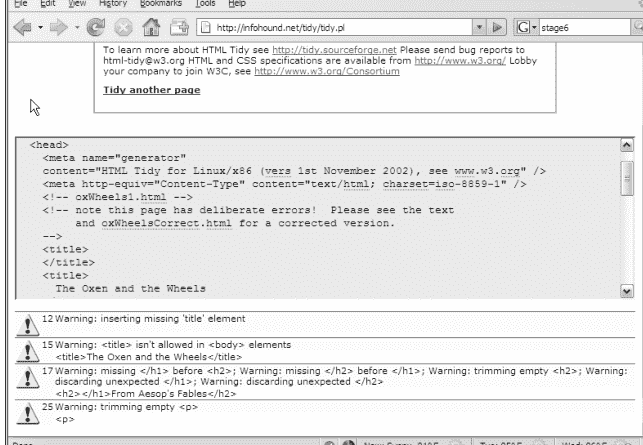 File Edit View History Bookmarks Tools Help
http://infohound.net/tidy/tidy.pl
G stage6
To learn more about HTML Tidy see http://tidy.sourceforge.net Please send bug reports to
html-tidy@w3.org HTML and CSS specifications are available from http://www.w3.org/ Lobby
your company to join W3C, see http://www.w3.org/Consortium
Tidy another page
<head>
<meta name="generator"
content="HTML Tidy for Linux/x86 (vers 1st November 2002), see www.w3.org" />
<meta http-equiv="Content-Type" content="text/html; charset=iso-8859-1" />
<!-- oxWheels1.html -->
<!-- note this page has deliberate errors!  Please see the text
and oxWheelsCorrect.html for a corrected version.
-->
<title>
</title>
<title>
The Oxen and the Wheels
12 Warning: inserting missing 'title' element
15 Warning: <title> isn't allowed in <body> elements
<title>The Oxen and the Wheels</title>
17 Warning: missing </h1> before <h2>; Warning: missing </h2> before </h1>; Warning: trimming empty <h2>; Warning:
discarding unexpected </h1>; Warning: discarding unexpected </h2>
<h2></h1>From Aesop's Fables</h2>
25 Warning: trimming empty <p>
<p>